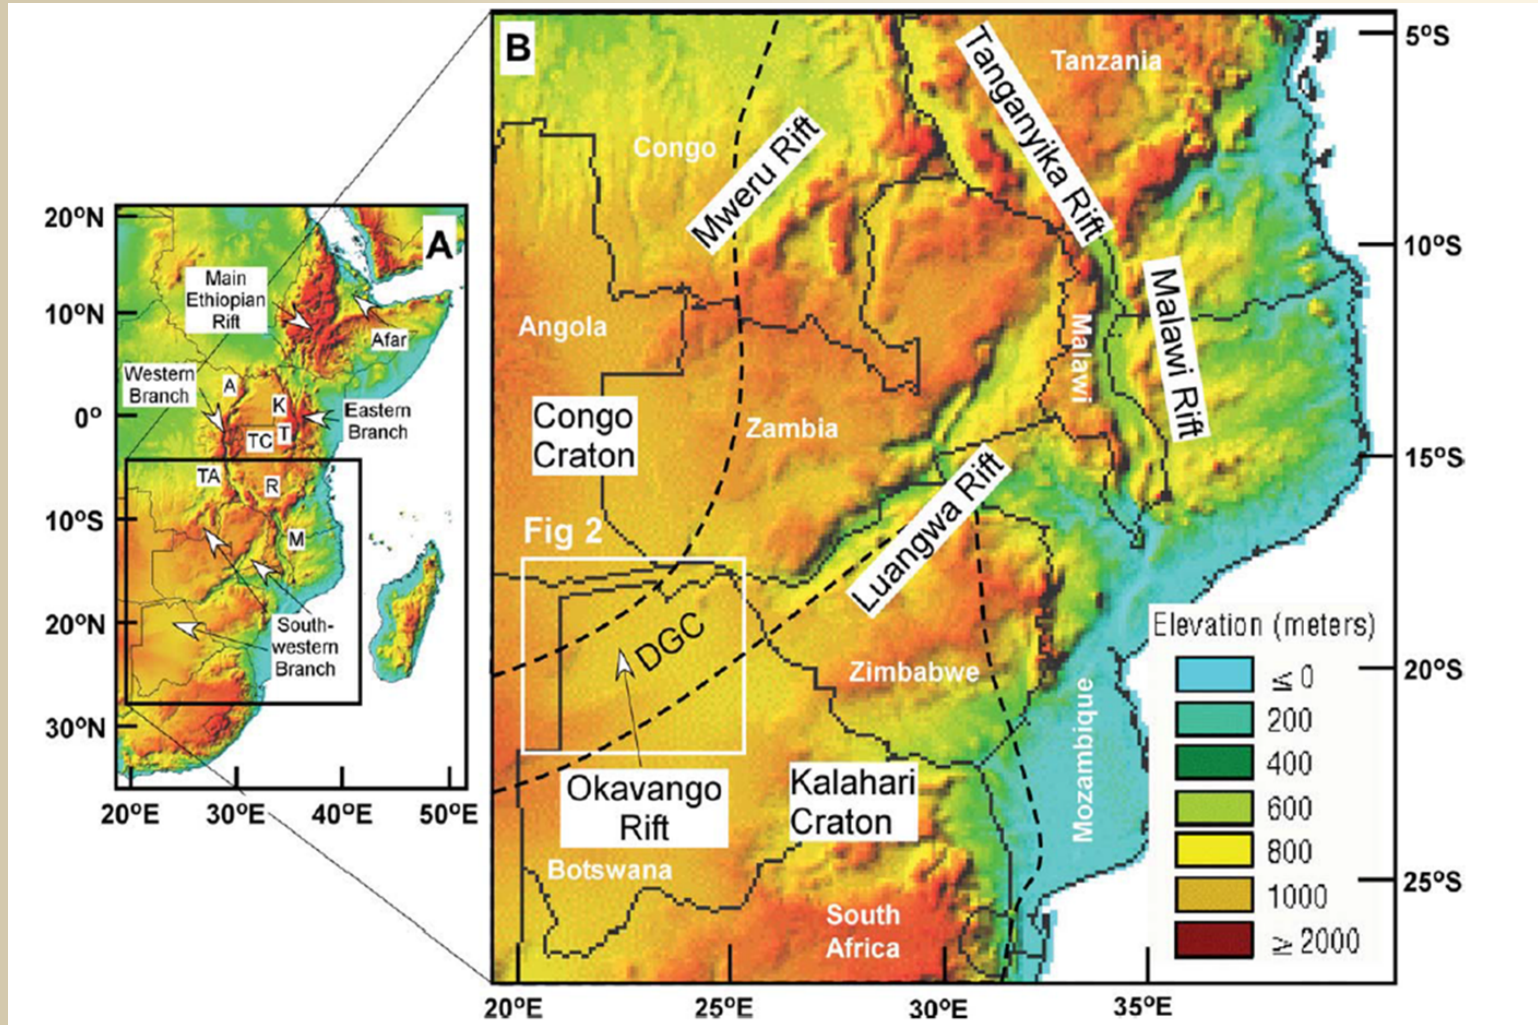 A
20°N
10°N
0°
10°S
20°N
30°N
20°E
30°E
40°E
50°E
Main
Ethiopian
Rift
Afar
Western
Branch
A
K
Eastern
Branch
TC
T
TA
R
M
South-
western
Branch
B
5°S
10°S
15°S
20°S
25°S
20°E
25°E
30°E
35°E
Tanzania
Tanganyika Rift
Congo
Mweru Rift
Angola
Malawi
Malawi Rift
Congo
Craton
Zambia
Luangwa Rift
Fig 2
DGC
Zimbabwe
Mozambique
Okavango
Rift
Kalahari
Craton
Botswana
South
Africa
Elevation (meters)
≤ 0
200
400
600
800
1000
≥ 2000